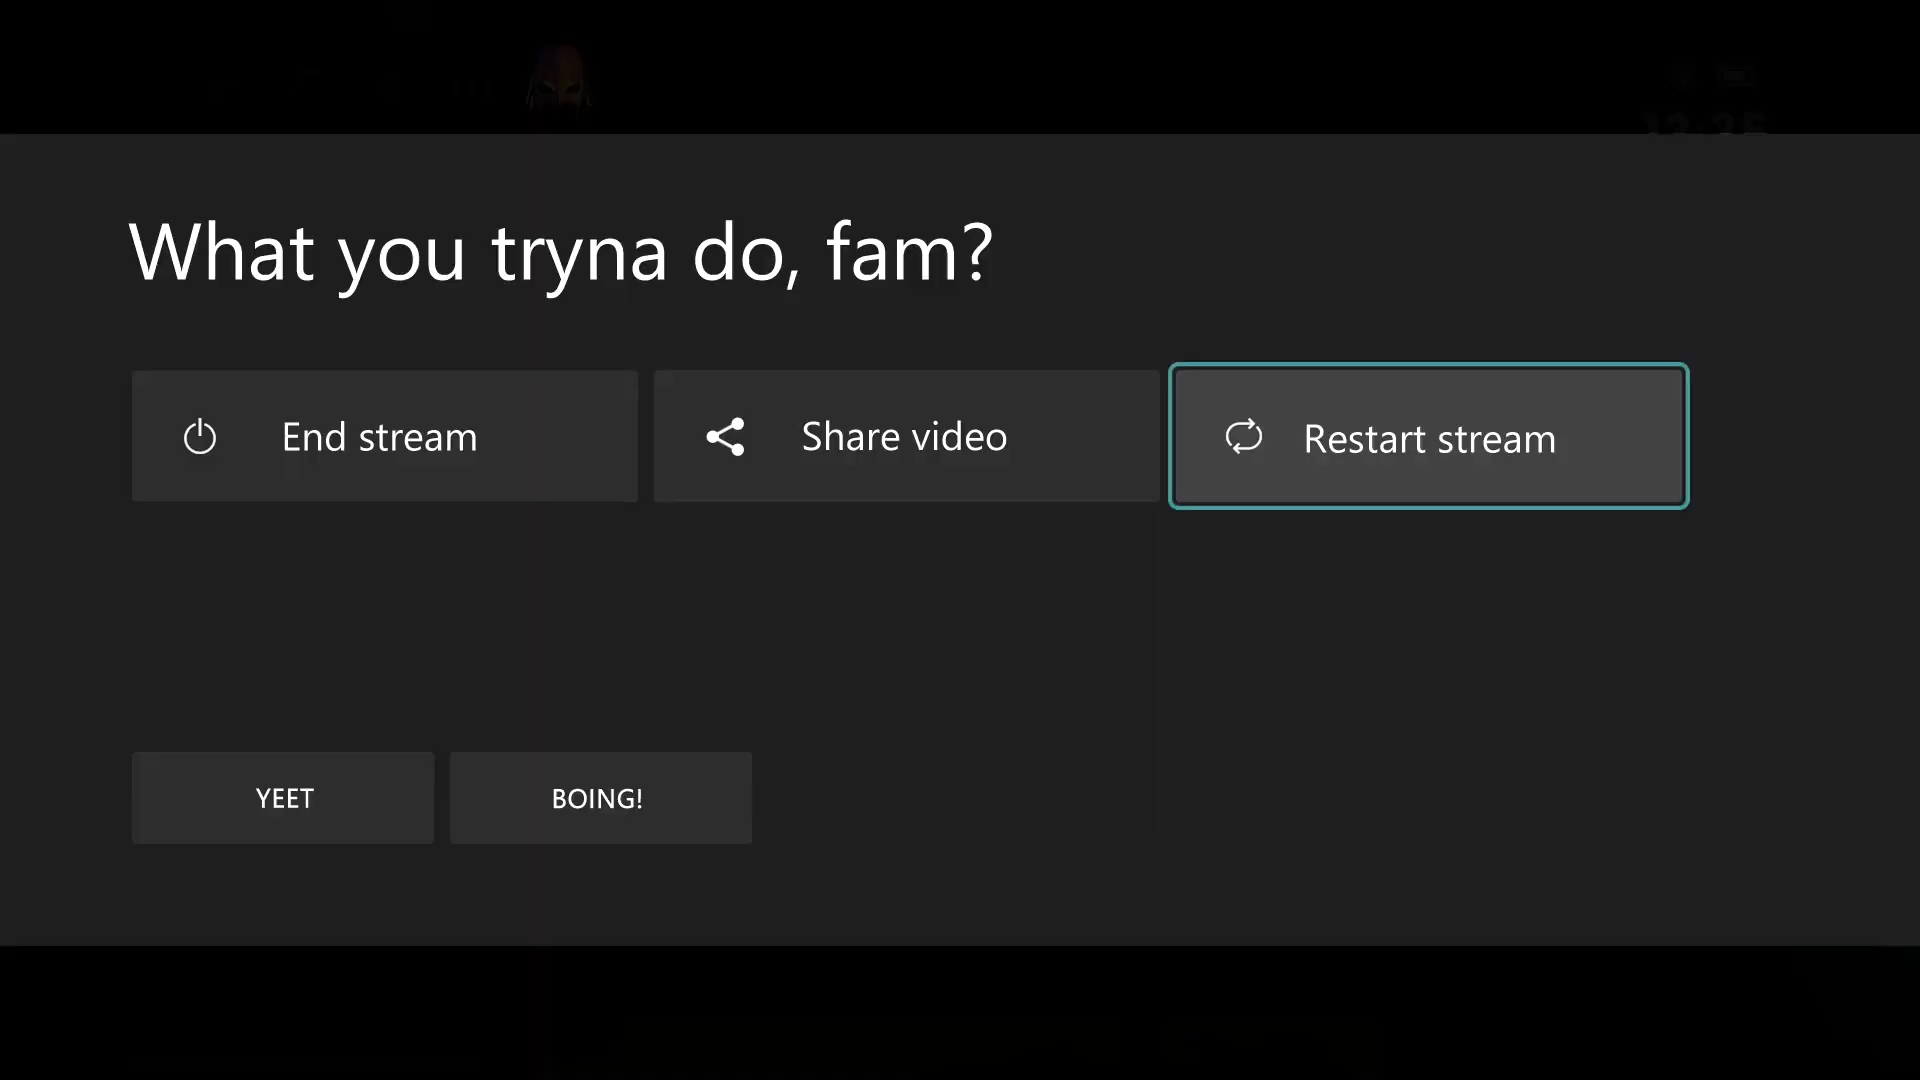 What you tryna do, fam?
End stream
Share video
Restart stream
YEET
BOING!